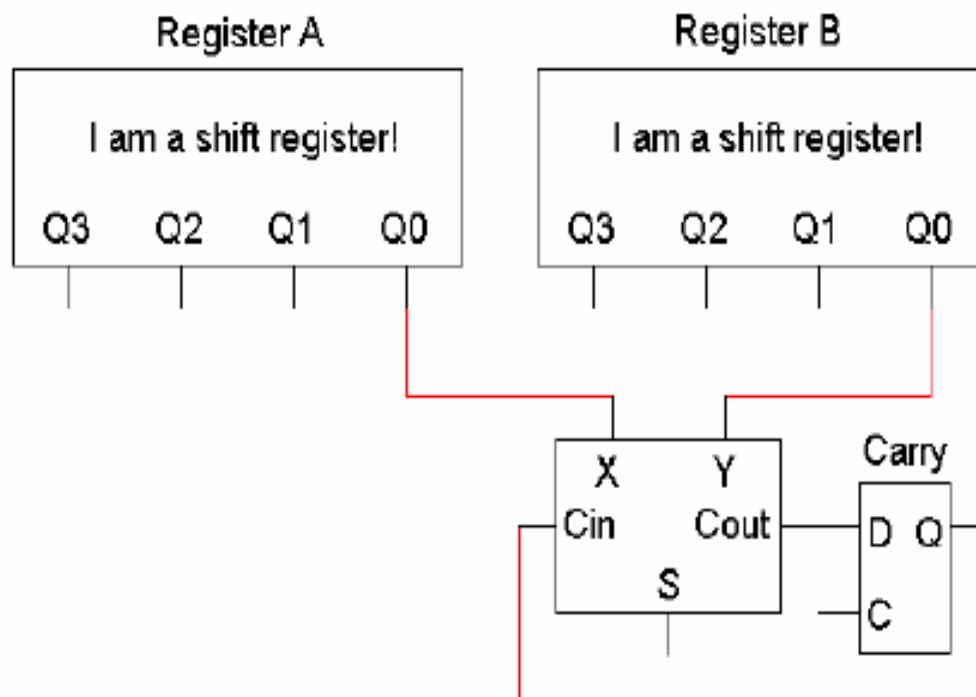 Register A
Register B
I am a shift register!
I am a shift register!
Q3 Q2 Q1 Q0
Q3 Q2 Q1 Q0
X Y
Carry
Cin Cout
D Q
S
C